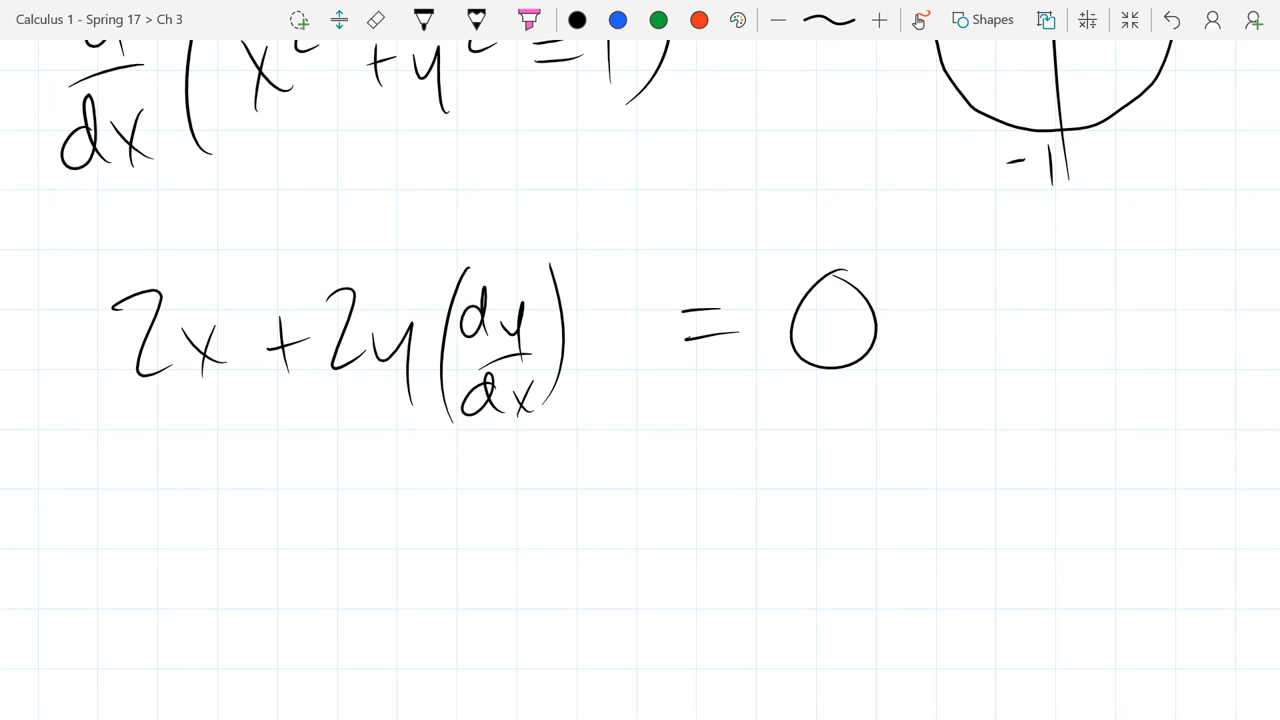 Calculus 1 - Spring 17 > Ch 3
Shapes
d/dx ( x² + y² = 1 )
-1
2x + 2y (dy/dx) = 0